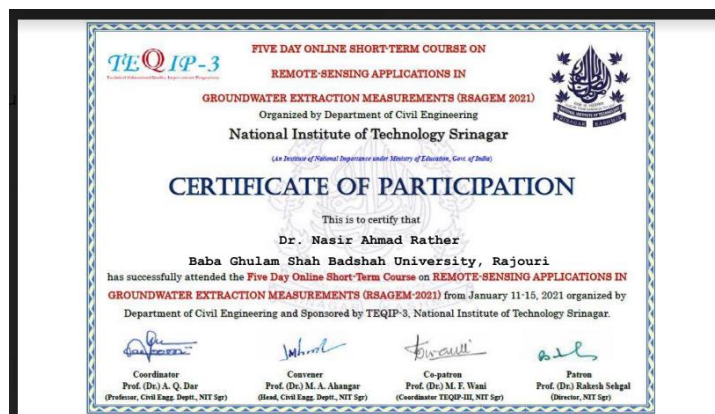 TEQIP-3
Technical Education Quality Improvement Programme
FIVE DAY ONLINE SHORT-TERM COURSE ON
REMOTE-SENSING APPLICATIONS IN
GROUNDWATER EXTRACTION MEASUREMENTS (RSAGEM 2021)
Organized by Department of Civil Engineering
National Institute of Technology Srinagar
(An Institute of National Importance under Ministry of Education, Govt. of India)
CERTIFICATE OF PARTICIPATION
This is to certify that
Dr. Nasir Ahmad Rather
Baba Ghulam Shah Badshah University, Rajouri
has successfully attended the Five Day Online Short-Term Course on REMOTE-SENSING APPLICATIONS IN
GROUNDWATER EXTRACTION MEASUREMENTS (RSAGEM-2021) from January 11-15, 2021 organized by
Department of Civil Engineering and Sponsored by TEQIP-3, National Institute of Technology Srinagar.
Coordinator
Prof. (Dr.) A. Q. Dar
(Professor, Civil Engg. Deptt., NIT Sgr)
Convener
Prof. (Dr.) M. A. Ahangar
(Head, Civil Engg. Deptt., NIT Sgr)
Co-patron
Prof. (Dr.) M. F. Wani
(Coordinator TEQIP-III, NIT Sgr)
Patron
Prof. (Dr.) Rakesh Sehgal
(Director, NIT Sgr)